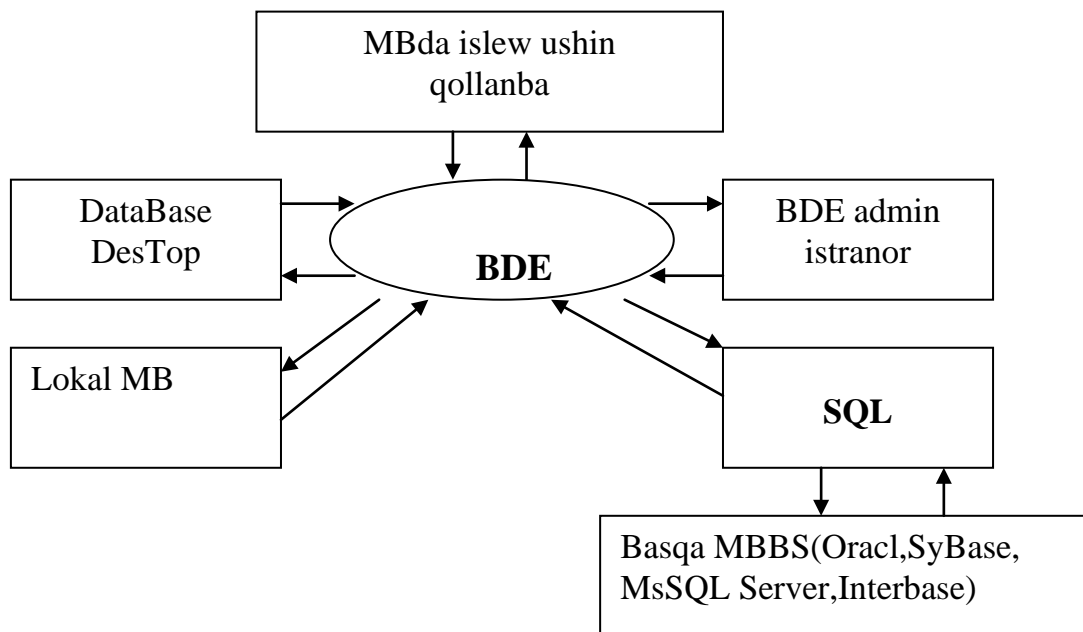 MBda islew ushin
qollanba
DataBase
DesTop
BDE
BDE admin
istranor
Lokal MB
SQL
Basqa MBBS(Oracl,SyBase,
MsSQL Server,Interbase)